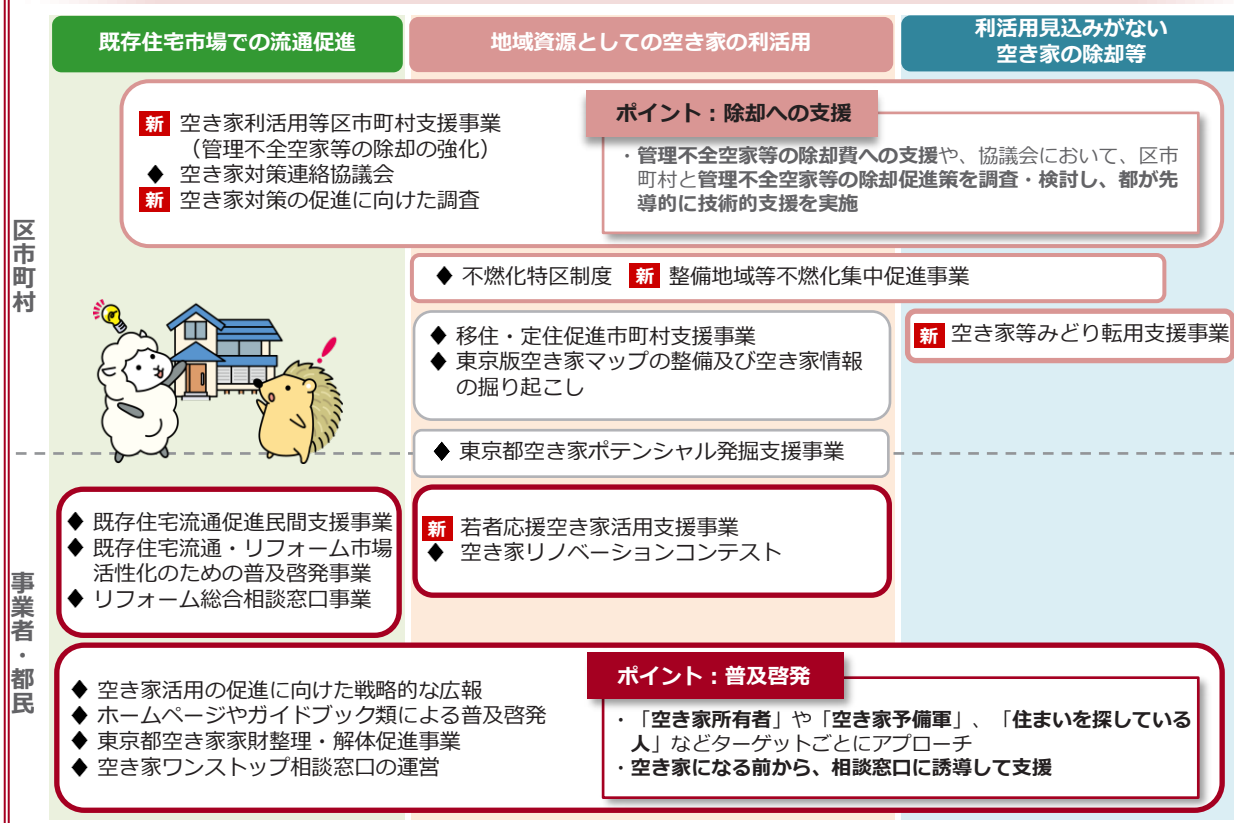 既存住宅市場での流通促進
地域資源としての空き家の利活用
利活用見込みがない
空き家の除却等
区市町村
新 空き家利活用等区市町村支援事業
（管理不全空家等の除却の強化）
◆ 空き家対策連絡協議会
新 空き家対策の促進に向けた調査
ポイント：除却への支援
・管理不全空家等の除却費への支援や、協議会において、区市
町村と管理不全空家等の除却促進策を調査・検討し、都が先
導的に技術的支援を実施
◆ 不燃化特区制度 新 整備地域等不燃化集中促進事業
◆ 移住・定住促進市町村支援事業
◆ 東京版空き家マップの整備及び空き家情報
の掘り起こし
新 空き家等みどり転用支援事業
◆ 東京都空き家ポテンシャル発掘支援事業
事業者・都民
◆ 既存住宅流通促進民間支援事業
◆ 既存住宅流通・リフォーム市場
活性化のための普及啓発事業
◆ リフォーム総合相談窓口事業
新 若者応援空き家活用支援事業
◆ 空き家リノベーションコンテスト
◆ 空き家活用の促進に向けた戦略的な広報
◆ ホームページやガイドブック類による普及啓発
◆ 東京都空き家家財整理・解体促進事業
◆ 空き家ワンストップ相談窓口の運営
ポイント：普及啓発
・「空き家所有者」や「空き家予備軍」、「住まいを探している
人」などターゲットごとにアプローチ
・空き家になる前から、相談窓口に誘導して支援